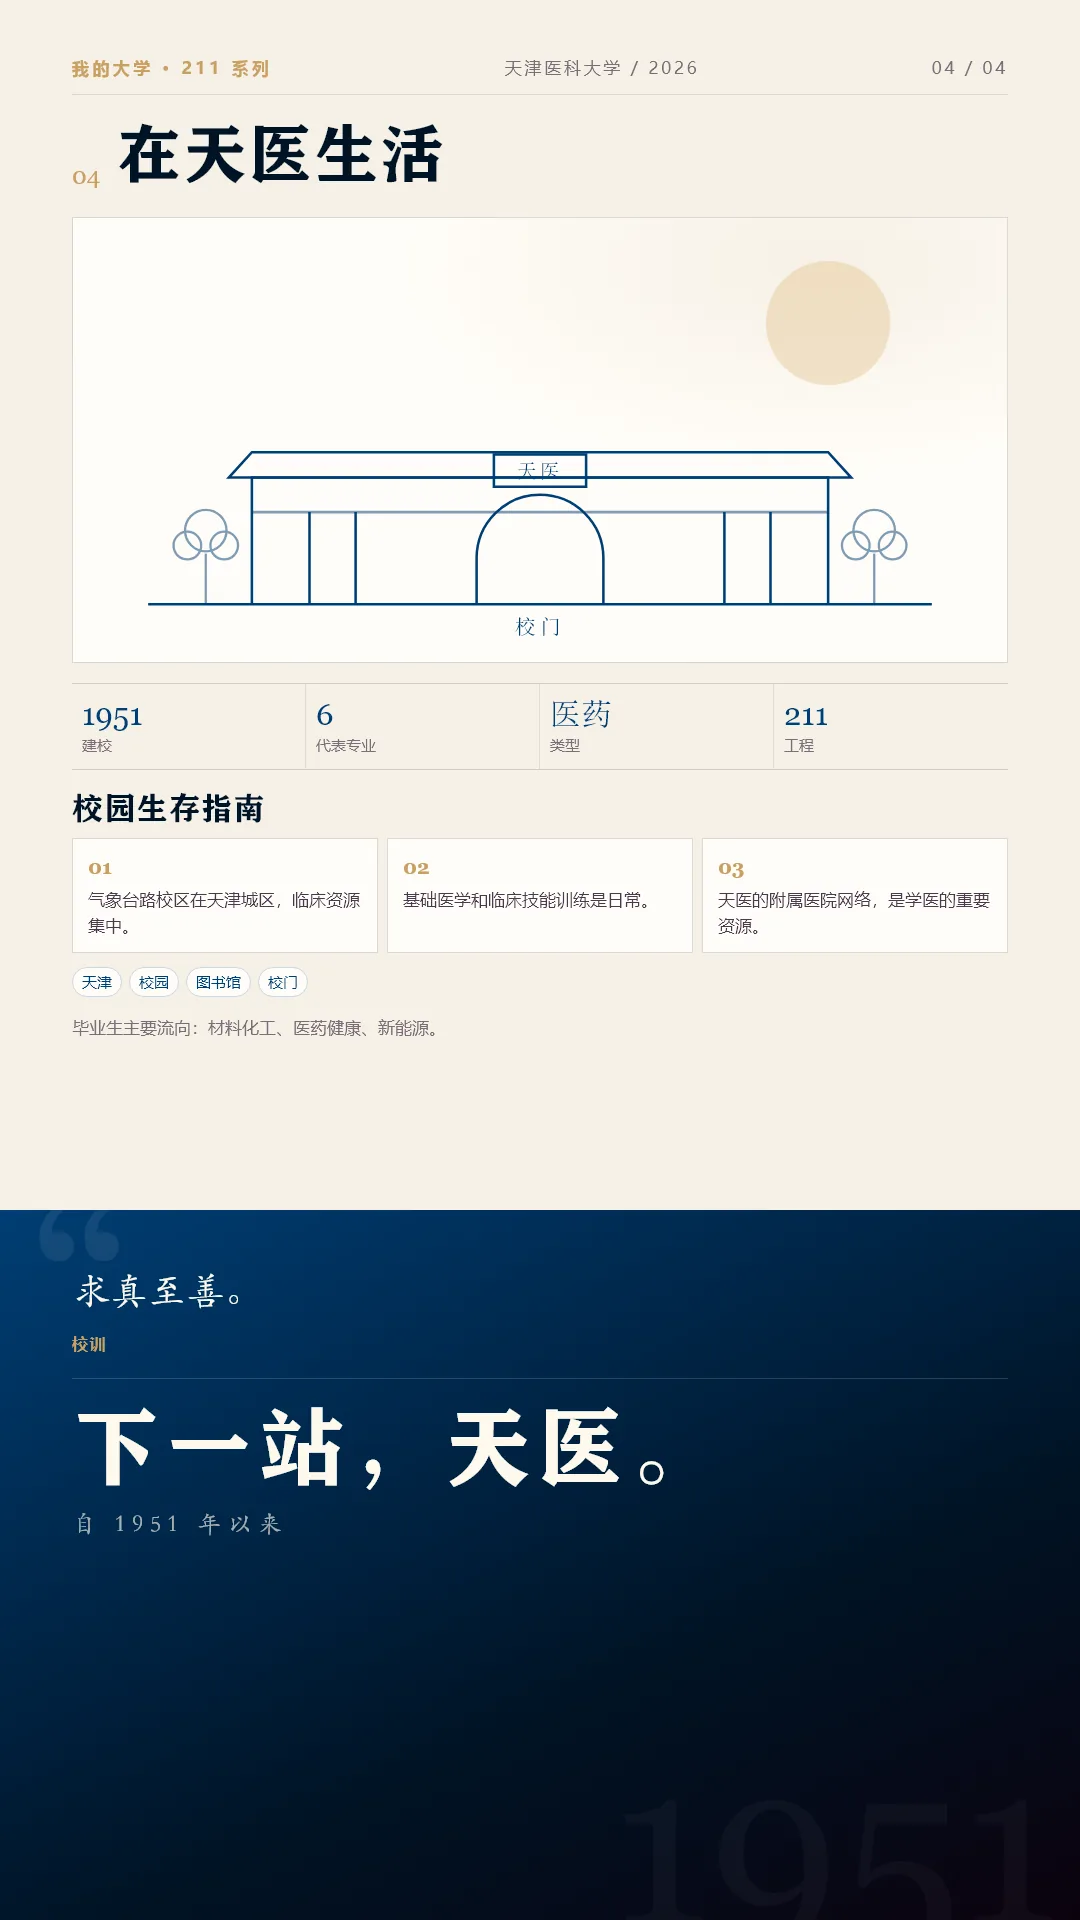 我的大学 · 211 系列
天津医科大学 / 2026
04 / 04
04 在天医生活
天医
校门
1951
建校
6
代表专业
医药
类型
211
工程
校园生存指南
01
气象台路校区在天津城区，临床资源
集中。
02
基础医学和临床技能训练是日常。
03
天医的附属医院网络，是学医的重要
资源。
天津
校园
图书馆
校门
毕业生主要流向：材料化工、医药健康、新能源。
“
求真至善。
校训
下一站，天医。
自 1951 年以来
1951